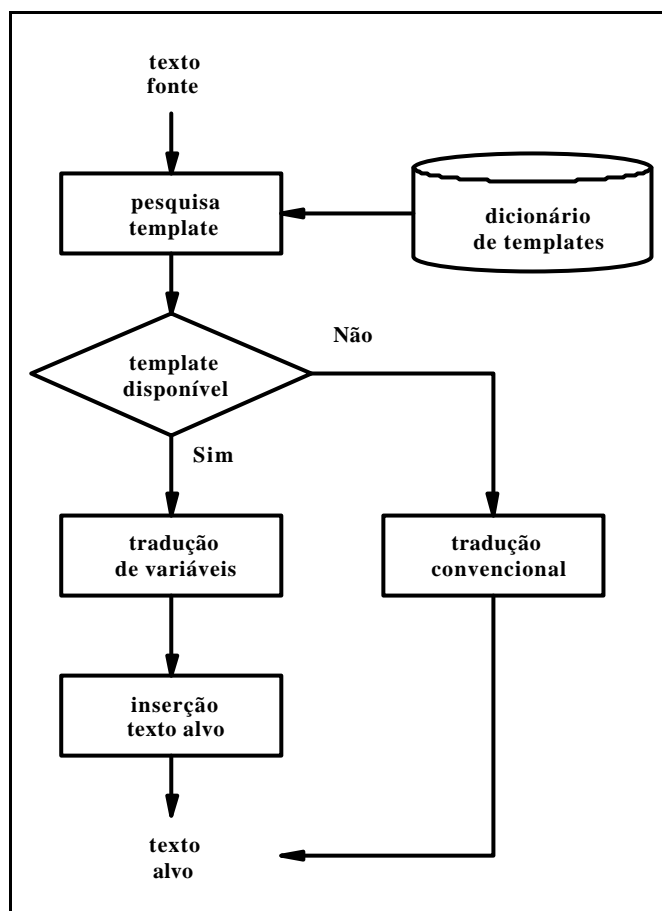 texto
fonte
pesquisa
template
dicionário
de templates
Não
template
disponível
Sim
tradução
de variáveis
tradução
convencional
inserção
texto alvo
texto
alvo